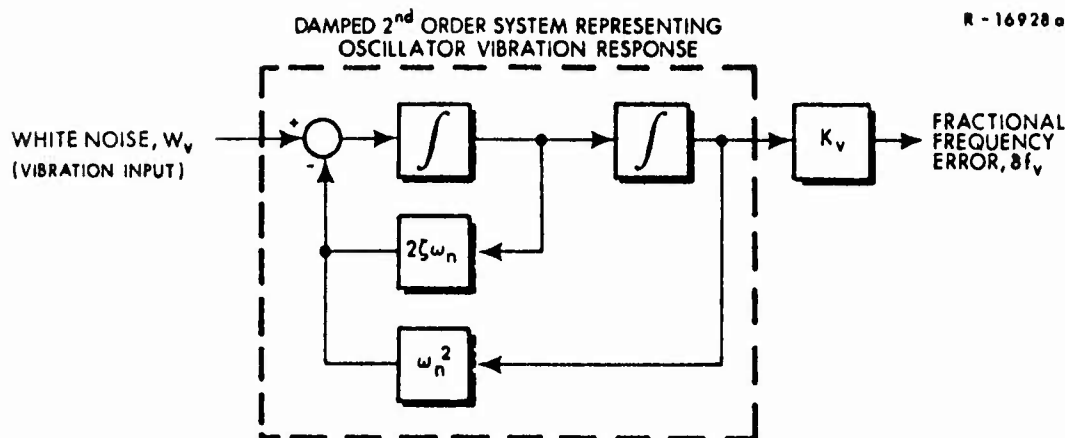 R-16928a
DAMPED 2nd ORDER SYSTEM REPRESENTING
OSCILLATOR VIBRATION RESPONSE
WHITE NOISE, Wv
(VIBRATION INPUT)
+
-
∫
∫
Kv
FRACTIONAL
FREQUENCY
ERROR, δfv
2ζωn
ωn²